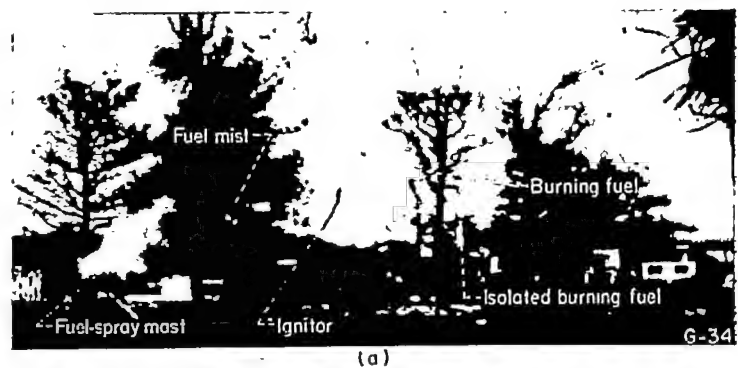 Fuel mist
Burning fuel
Isolated burning fuel
Fuel-spray mast
Ignitor
G-34
(a)